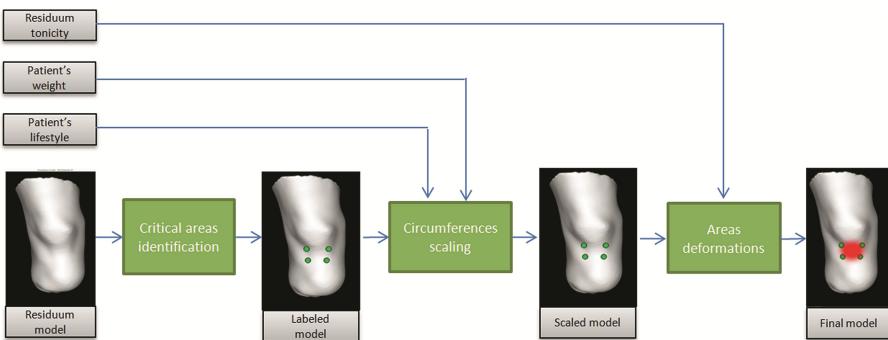 Residuum
tonicity
Patient's
weight
Patient's
lifestyle
Critical areas
identification
Circumferences
scaling
Areas
deformations
Residuum
model
Labeled
model
Scaled model
Final model